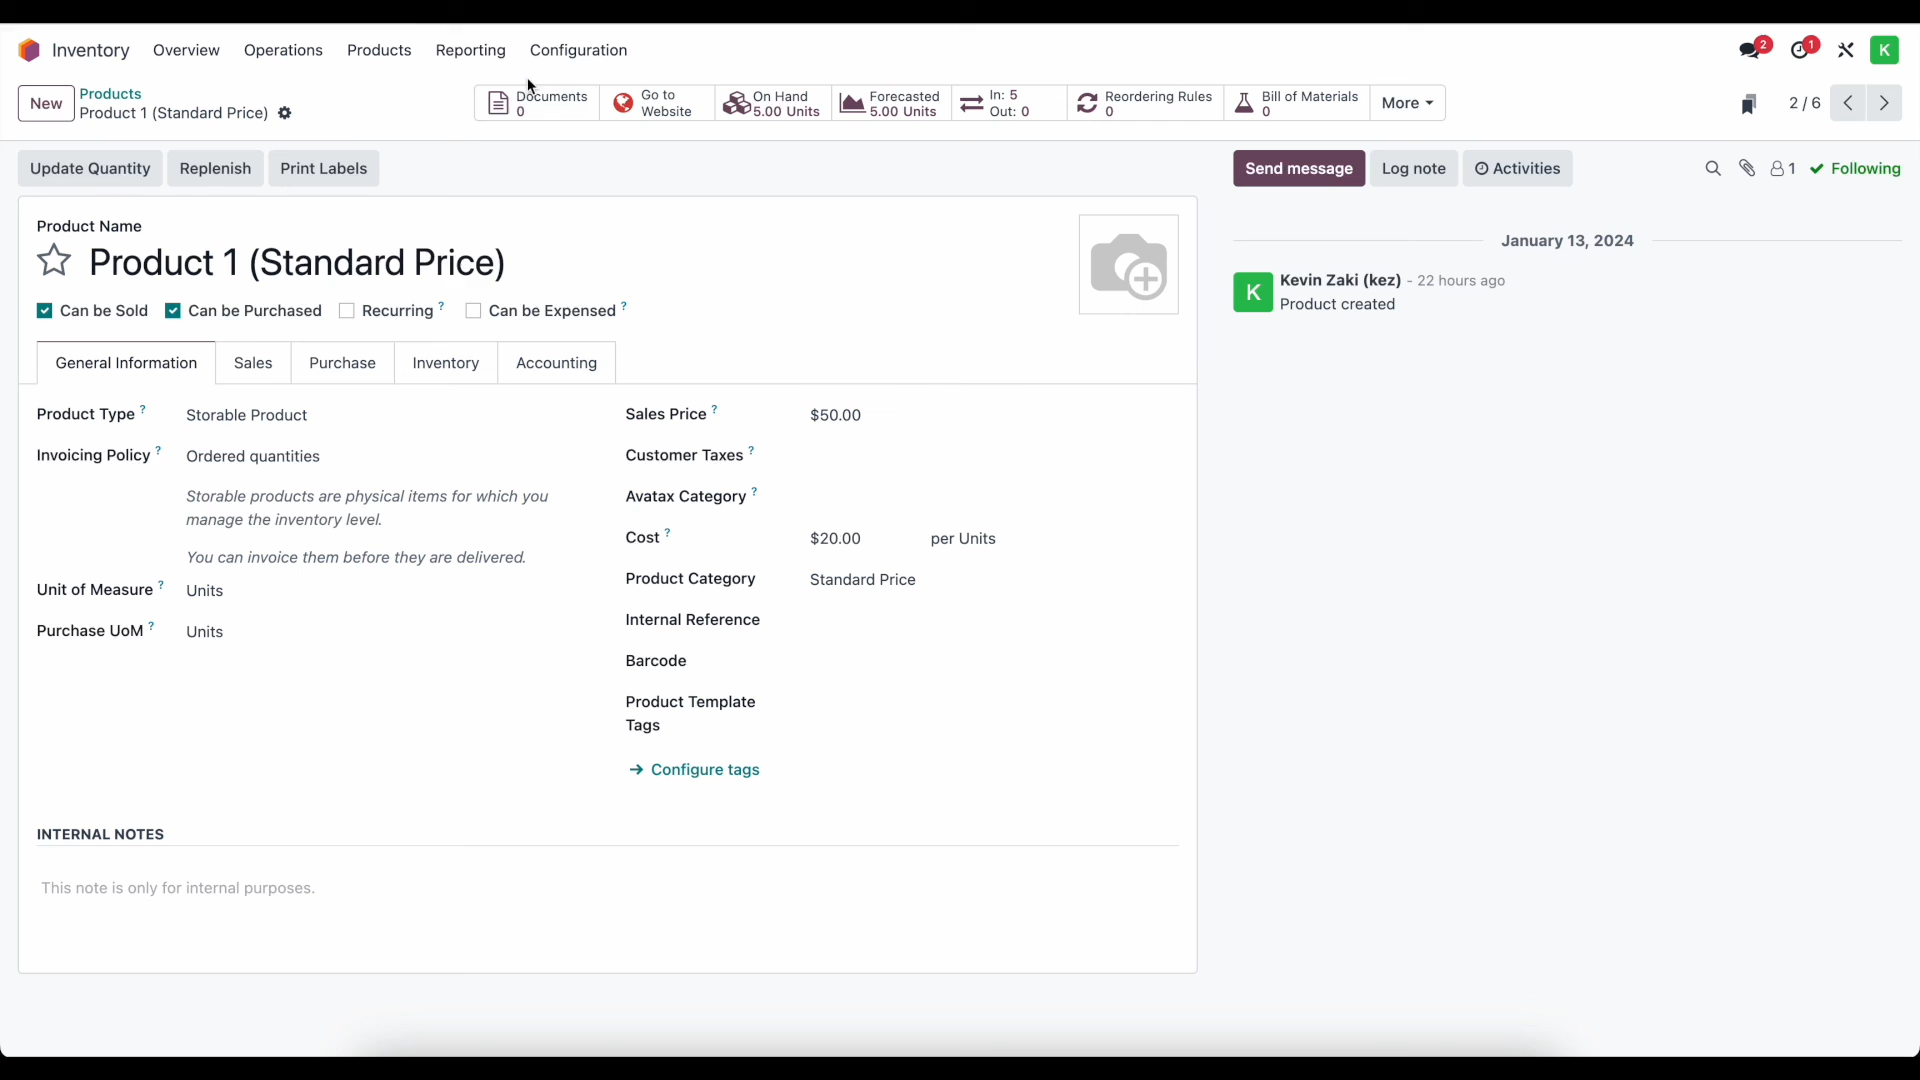 Inventory Overview Operations Products Reporting Configuration 2 1 K
New Products Documents Go to On Hand Forecasted In: 5 Reordering Rules Bill of Materials More 2 / 6
Product 1 (Standard Price) 0 Website 5.00 Units 5.00 Units Out: 0 0 0
Update Quantity Replenish Print Labels Send message Log note Activities 1 Following
Product Name
Product 1 (Standard Price)
Can be Sold Can be Purchased Recurring ? Can be Expensed ?
General Information Sales Purchase Inventory Accounting
Product Type ? Storable Product
Invoicing Policy ? Ordered quantities
Storable products are physical items for which you
manage the inventory level.
You can invoice them before they are delivered.
Unit of Measure ? Units
Purchase UoM ? Units
Sales Price ? $50.00
Customer Taxes ?
Avatax Category ?
Cost ? $20.00 per Units
Product Category Standard Price
Internal Reference
Barcode
Product Template
Tags
Configure tags
INTERNAL NOTES
This note is only for internal purposes.
January 13, 2024
K Kevin Zaki (kez) - 22 hours ago
Product created